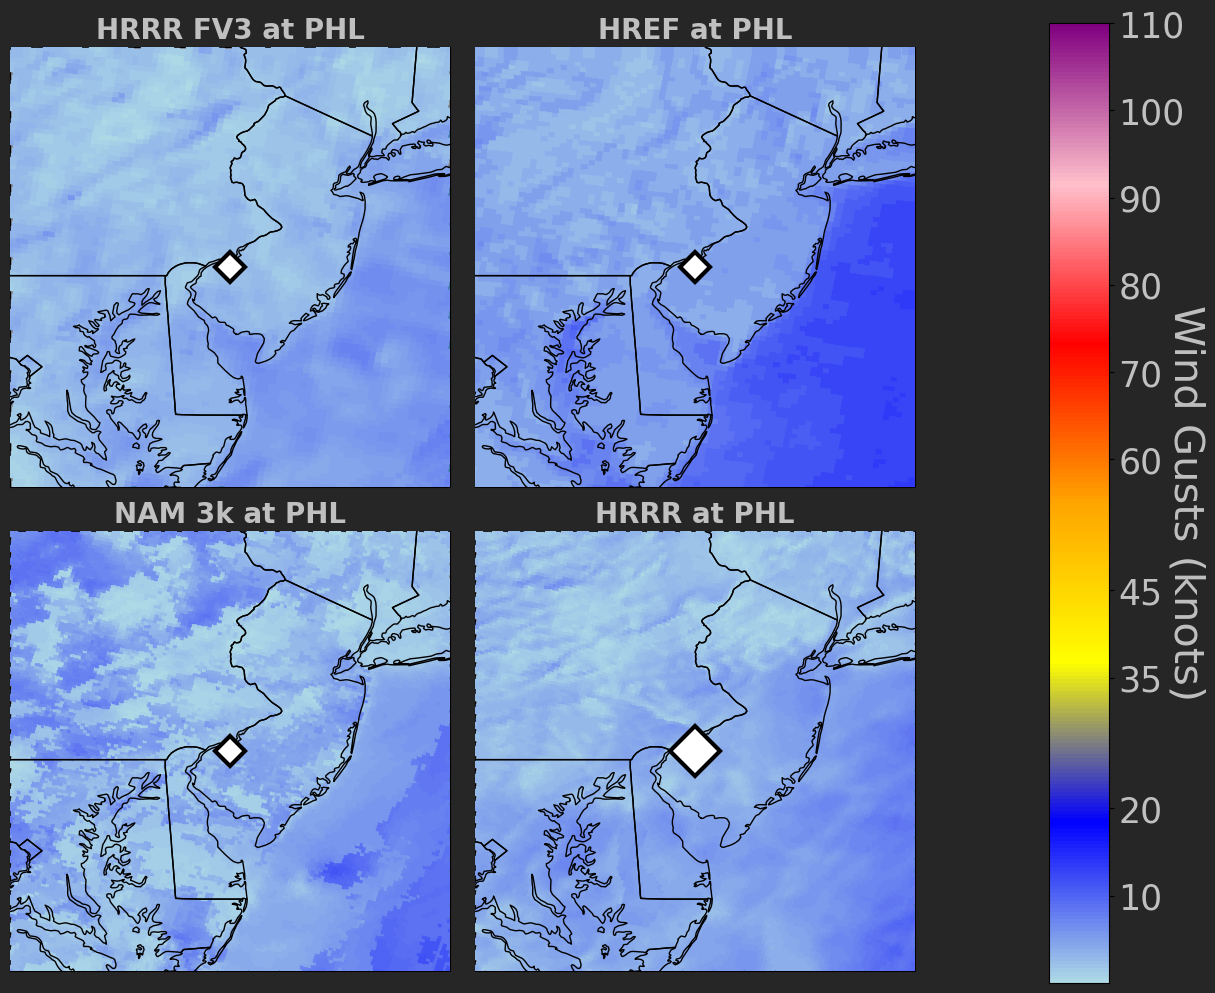 HRRR FV3 at PHL
HREF at PHL
NAM 3k at PHL
HRRR at PHL
110
100
90
80
70
60
45
35
20
10
Wind Gusts (knots)